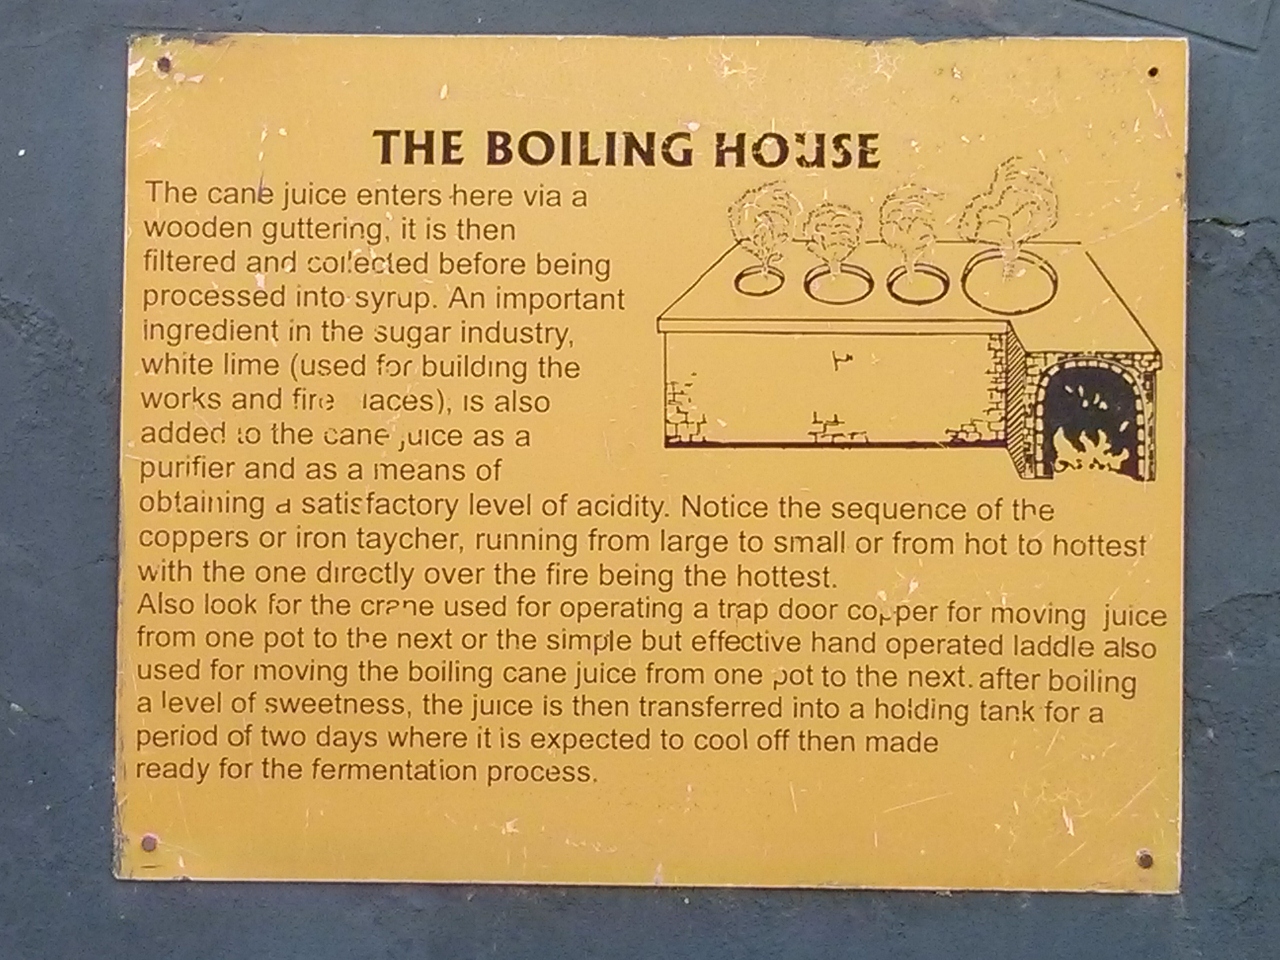 THE BOILING HOUSE
The cane juice enters here via a
wooden guttering, it is then
filtered and collected before being
processed into syrup. An important
ingredient in the sugar industry,
white lime (used for building the
works and fire laces), is also
added to the cane juice as a
purifier and as a means of
obtaining a satisfactory level of acidity. Notice the sequence of the
coppers or iron taycher, running from large to small or from hot to hottest
with the one directly over the fire being the hottest.
Also look for the crane used for operating a trap door copper for moving juice
from one pot to the next or the simple but effective hand operated laddle also
used for moving the boiling cane juice from one pot to the next. after boiling
a level of sweetness, the juice is then transferred into a holding tank for a
period of two days where it is expected to cool off then made
ready for the fermentation process.